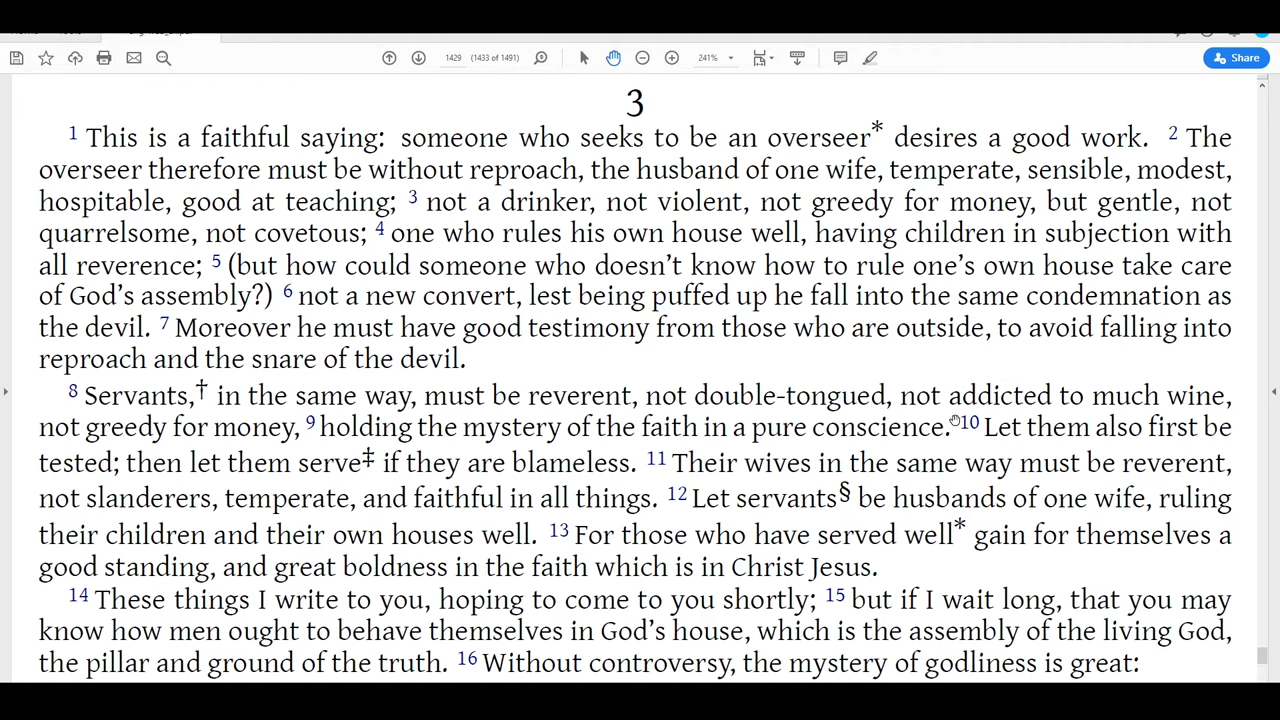 1429 (1433 of 1491) 241% Share
3
1 This is a faithful saying: someone who seeks to be an overseer* desires a good work. 2 The
overseer therefore must be without reproach, the husband of one wife, temperate, sensible, modest,
hospitable, good at teaching; 3 not a drinker, not violent, not greedy for money, but gentle, not
quarrelsome, not covetous; 4 one who rules his own house well, having children in subjection with
all reverence; 5 (but how could someone who doesn’t know how to rule one’s own house take care
of God’s assembly?) 6 not a new convert, lest being puffed up he fall into the same condemnation as
the devil. 7 Moreover he must have good testimony from those who are outside, to avoid falling into
reproach and the snare of the devil.
8 Servants,† in the same way, must be reverent, not double-tongued, not addicted to much wine,
not greedy for money, 9 holding the mystery of the faith in a pure conscience. 10 Let them also first be
tested; then let them serve‡ if they are blameless. 11 Their wives in the same way must be reverent,
not slanderers, temperate, and faithful in all things. 12 Let servants§ be husbands of one wife, ruling
their children and their own houses well. 13 For those who have served well* gain for themselves a
good standing, and great boldness in the faith which is in Christ Jesus.
14 These things I write to you, hoping to come to you shortly; 15 but if I wait long, that you may
know how men ought to behave themselves in God’s house, which is the assembly of the living God,
the pillar and ground of the truth. 16 Without controversy, the mystery of godliness is great: